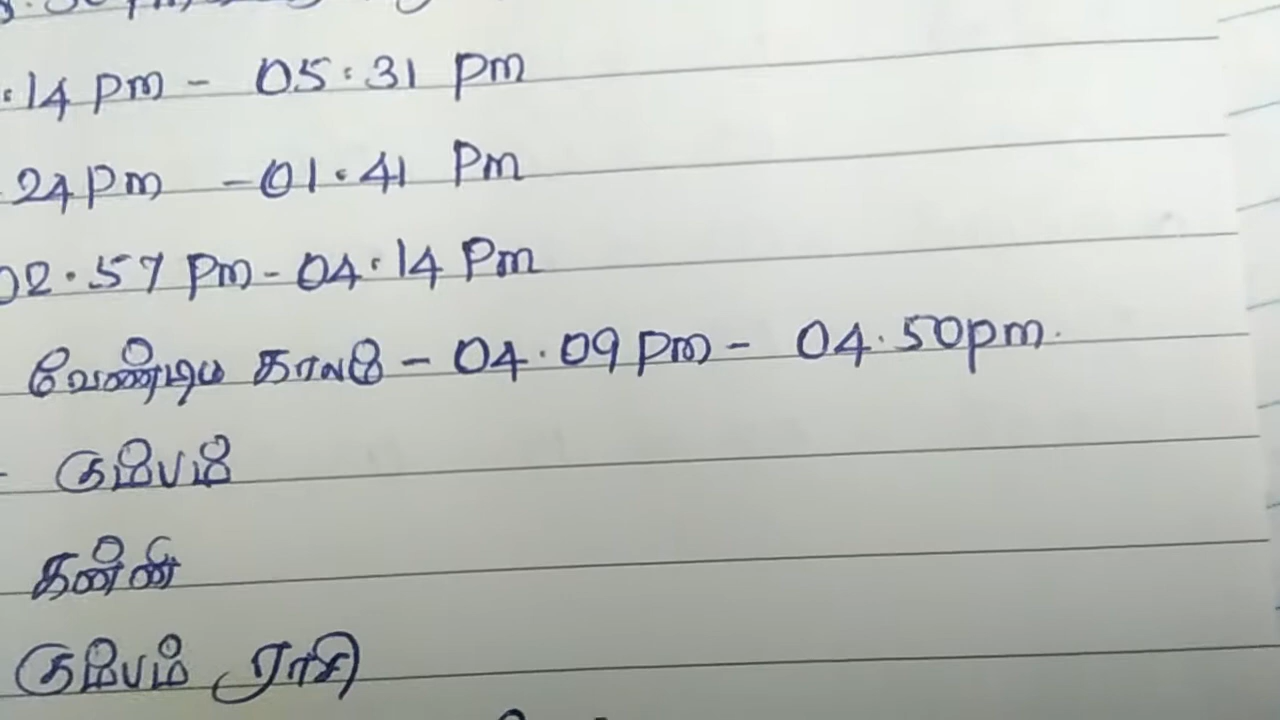 :14 pm - 05:31 pm
24 pm - 01.41 Pm
02.57 Pm - 04.14 Pm
வேண்டிய காலம் - 04.09 pm - 04.50pm.
- கும்பம்
கன்னி
கும்பம் ராசி